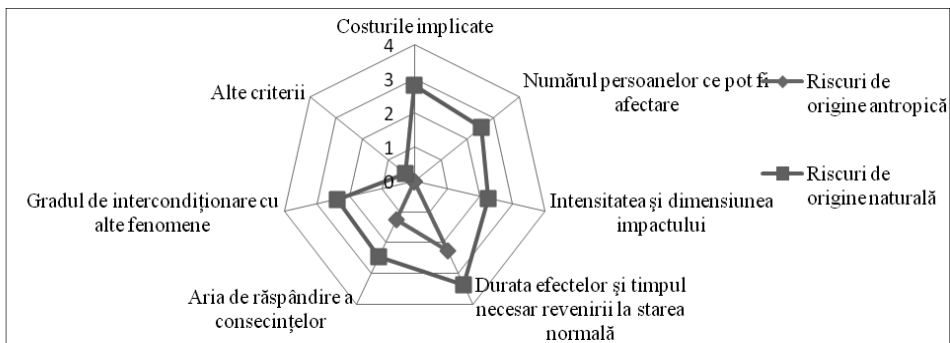 Costurile implicate
4
3
2
1
0
Numărul persoanelor ce pot fi
afectare
Intensitatea şi dimensiunea
impactului
Durata efectelor şi timpul
necesar revenirii la starea
normală
Aria de răspândire a
consecințelor
Gradul de intercondiționare cu
alte fenomene
Alte criterii
Riscuri de
origine antropică
Riscuri de
origine naturală